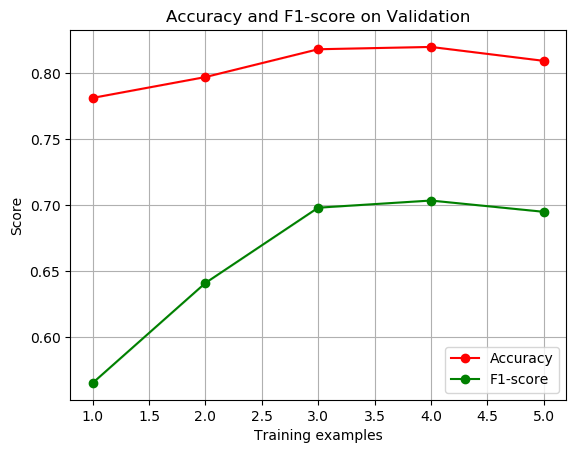 Accuracy and F1-score on Validation
Score
0.80
0.75
0.70
0.65
0.60
Accuracy
F1-score
1.0 1.5 2.0 2.5 3.0 3.5 4.0 4.5 5.0
Training examples